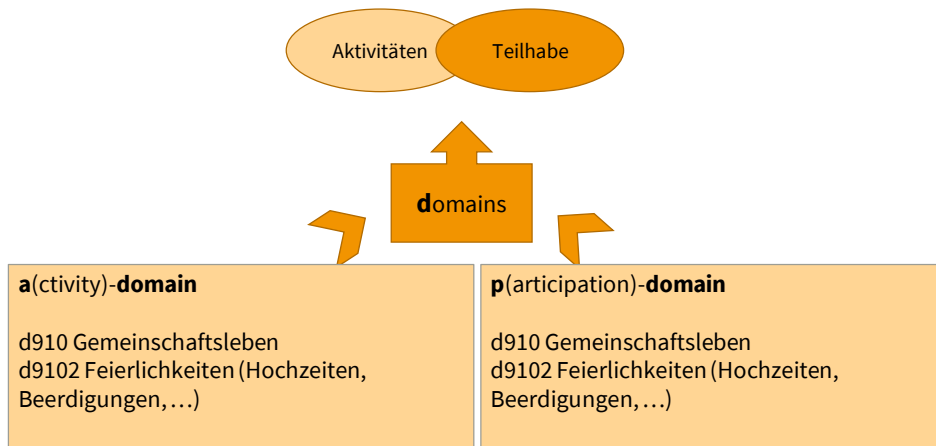 Aktivitäten
Teilhabe
domains
a(ctivity)-domain
d910 Gemeinschaftsleben
d9102 Feierlichkeiten (Hochzeiten,
Beerdigungen, …)
p(articipation)-domain
d910 Gemeinschaftsleben
d9102 Feierlichkeiten (Hochzeiten,
Beerdigungen, …)